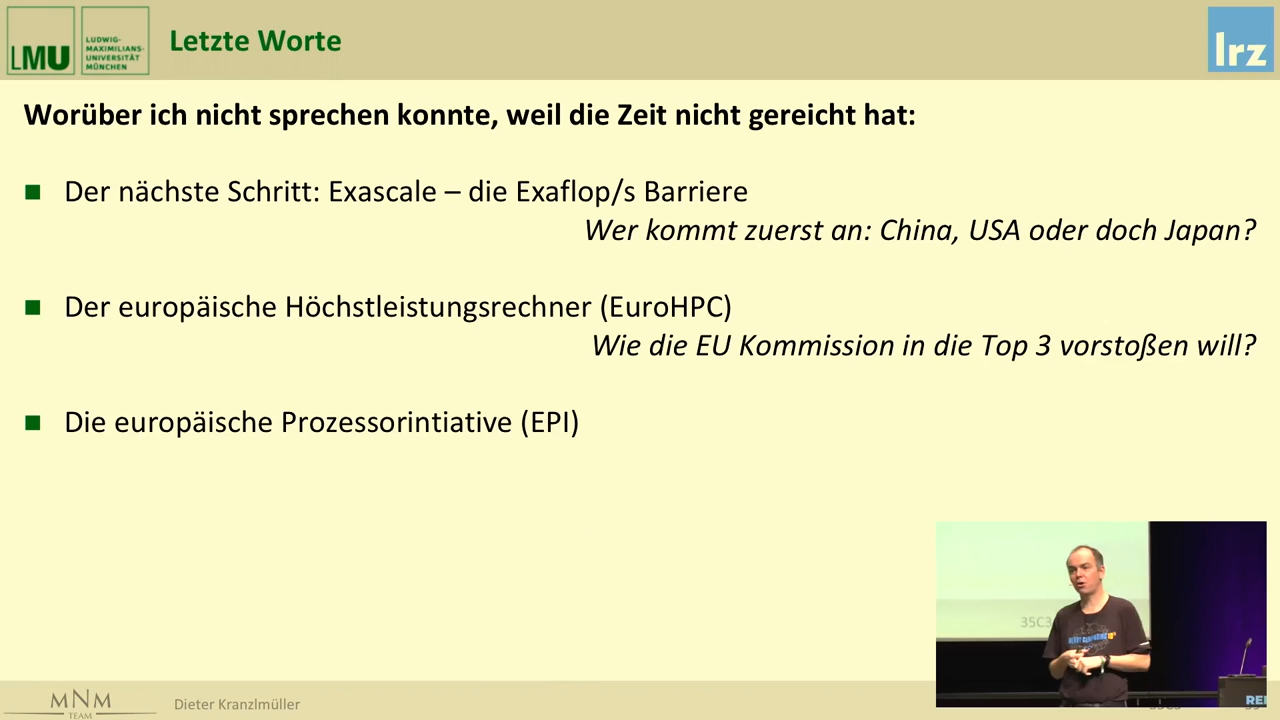 LMU
LUDWIG-
MAXIMILIANS-
UNIVERSITÄT
MÜNCHEN
Letzte Worte
lrz
Worüber ich nicht sprechen konnte, weil die Zeit nicht gereicht hat:
Der nächste Schritt: Exascale – die Exaflop/s Barriere
Wer kommt zuerst an: China, USA oder doch Japan?
Der europäische Höchstleistungsrechner (EuroHPC)
Wie die EU Kommission in die Top 3 vorstoßen will?
Die europäische Prozessorintiative (EPI)
35C3
MNM
TEAM
Dieter Kranzlmüller